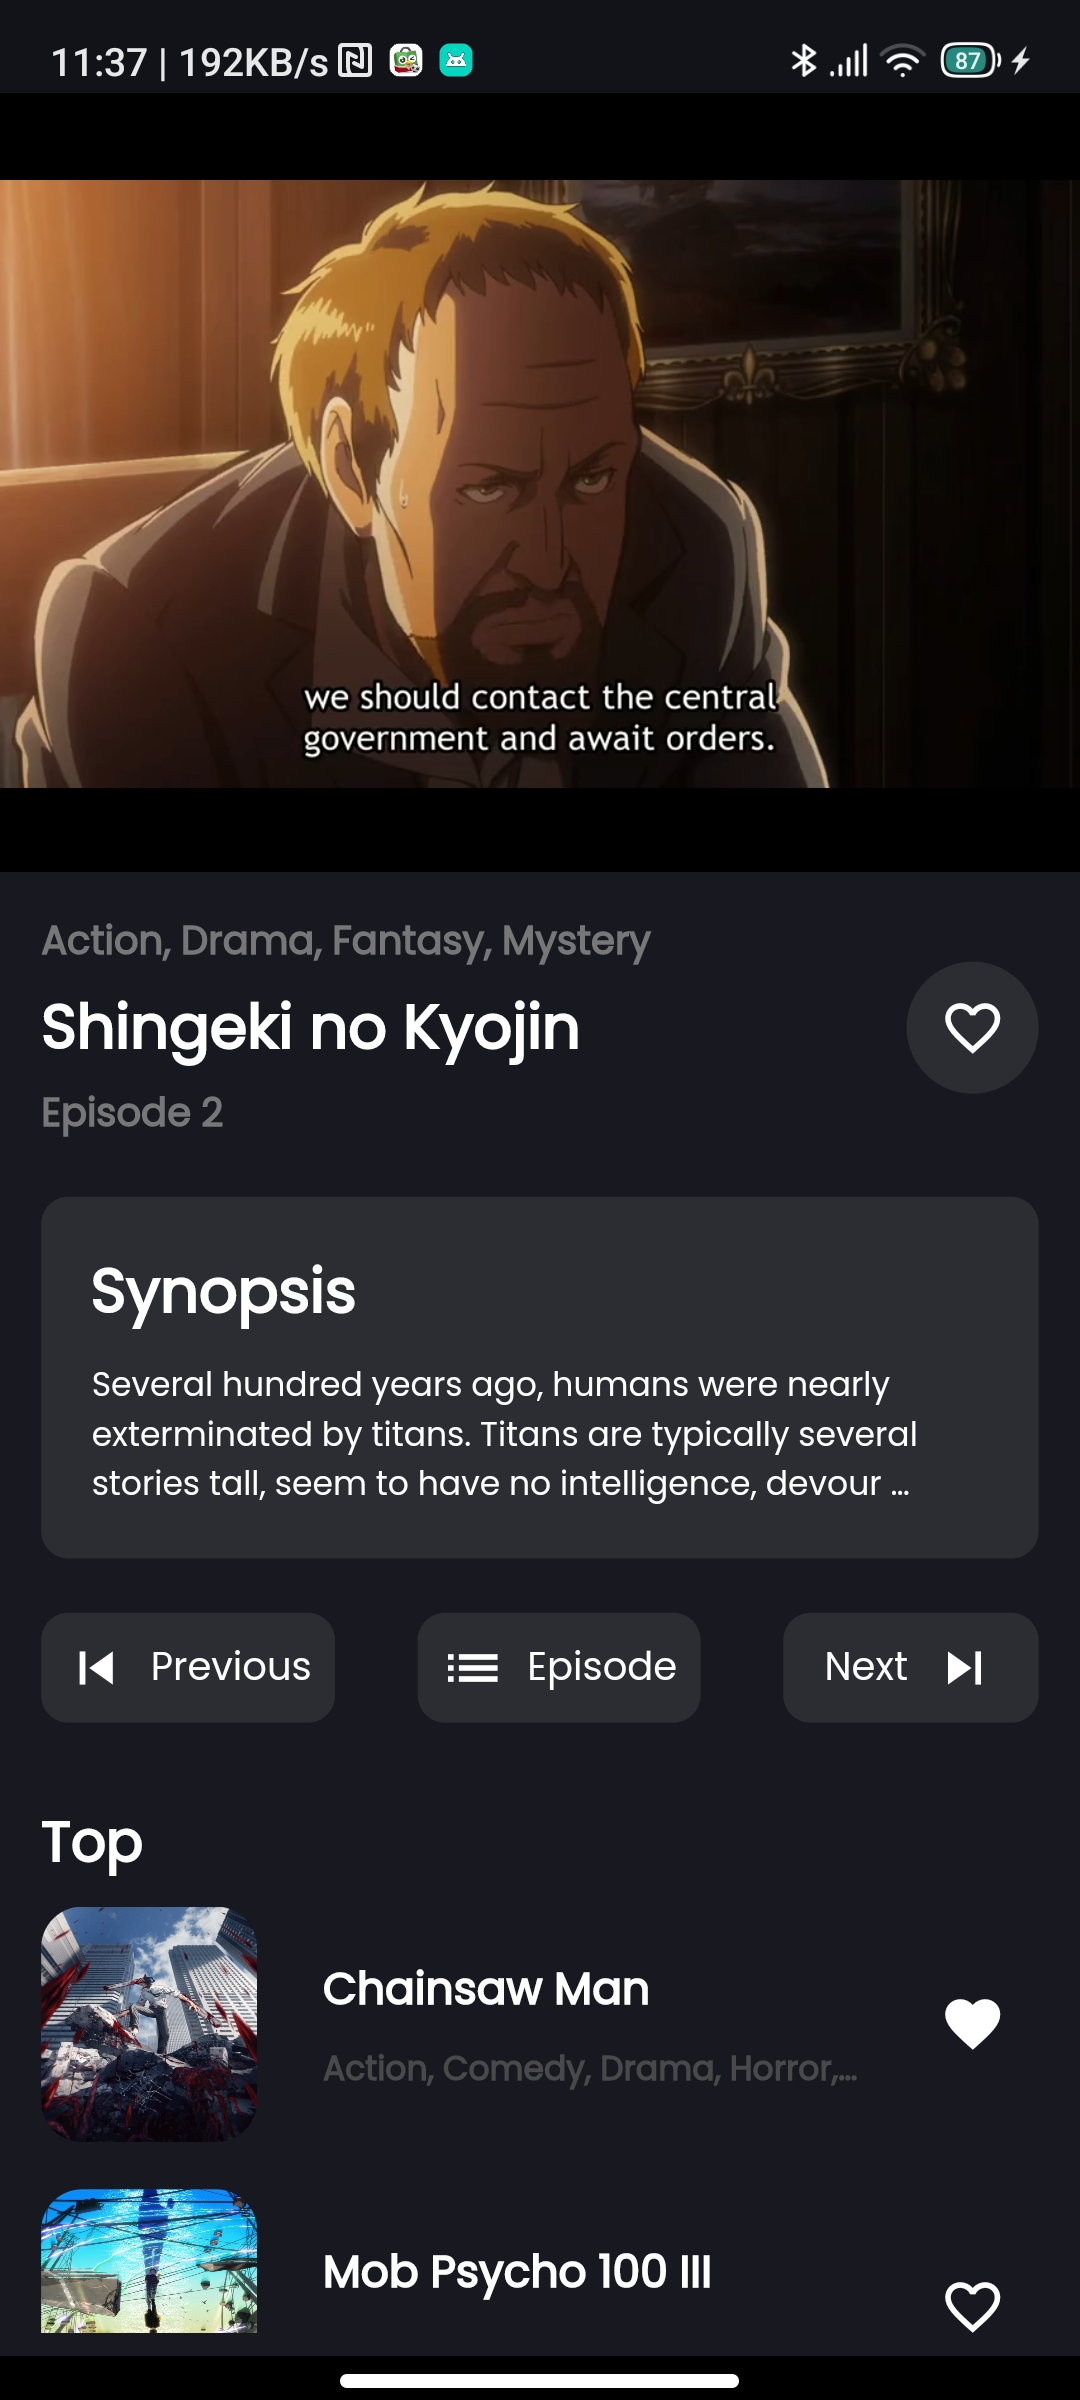 11:37 | 192KB/s
87
we should contact the central
government and await orders.
Action, Drama, Fantasy, Mystery
Shingeki no Kyojin
Episode 2
Synopsis
Several hundred years ago, humans were nearly
exterminated by titans. Titans are typically several
stories tall, seem to have no intelligence, devour ...
Previous
Episode
Next
Top
Chainsaw Man
Action, Comedy, Drama, Horror,...
Mob Psycho 100 III